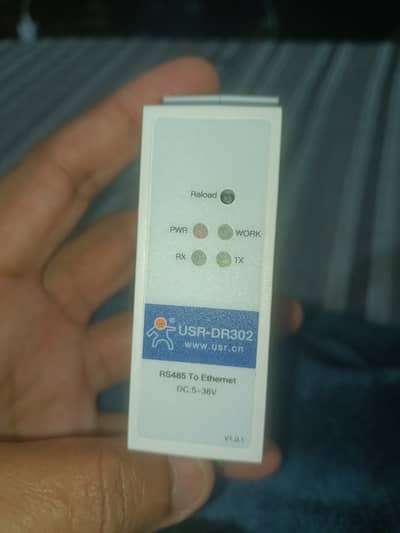 Reload
PWR WORK
RX TX
® USR-DR302
www.usr.cn
RS485 To Ethernet
DC:5~36V
V1.0.1